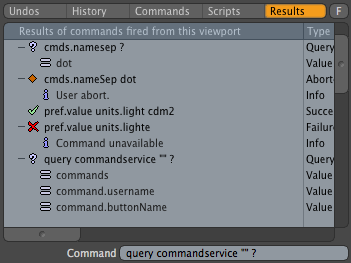 Undos History Commands Scripts Results F
Results of commands fired from this viewport Type
cmds.namesep ? Query
dot Value
cmds.nameSep dot Aborte
User abort. Info
pref.value units.light cdm2 Succe
pref.value units.lighte Failure
Command unavailable Info
query commandservice "" ? Query
commands Value
command.username Value
command.buttonName Value
Command query commandservice "" ?